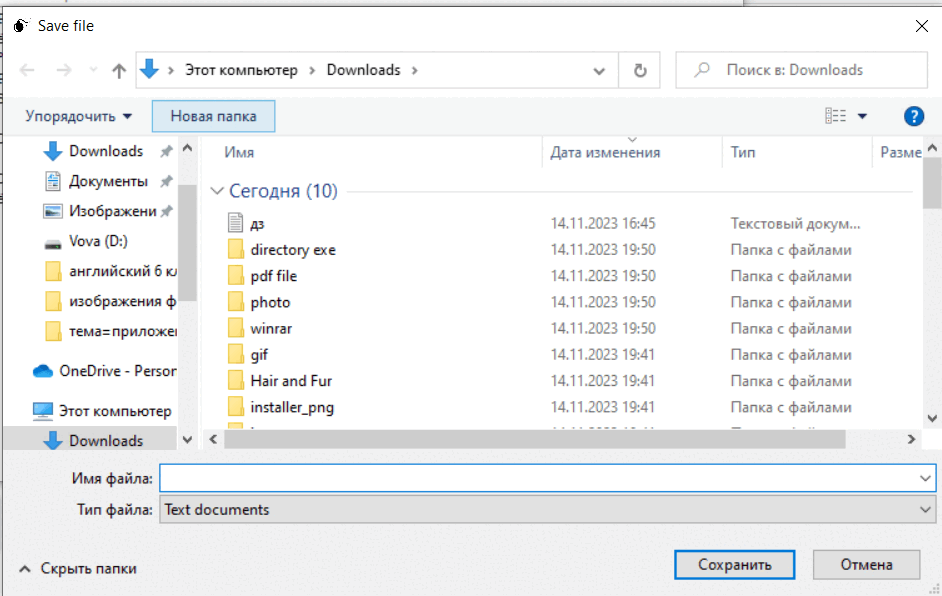 Save file
Этот компьютер › Downloads ›
Поиск в: Downloads
Упорядочить
Новая папка
Downloads
Документы
Изображени
Vova (D:)
английский 6 кл
изображения ф
тема=приложе
OneDrive - Person
Этот компьютер
Downloads
Имя Дата изменения Тип Разме
Сегодня (10)
дз 14.11.2023 16:45 Текстовый докум...
directory exe 14.11.2023 19:50 Папка с файлами
pdf file 14.11.2023 19:50 Папка с файлами
photo 14.11.2023 19:50 Папка с файлами
winrar 14.11.2023 19:50 Папка с файлами
gif 14.11.2023 19:41 Папка с файлами
Hair and Fur 14.11.2023 19:41 Папка с файлами
installer_png 14.11.2023 19:41 Папка с файлами
Имя файла:
Тип файла: Text documents
Скрыть папки
Сохранить
Отмена